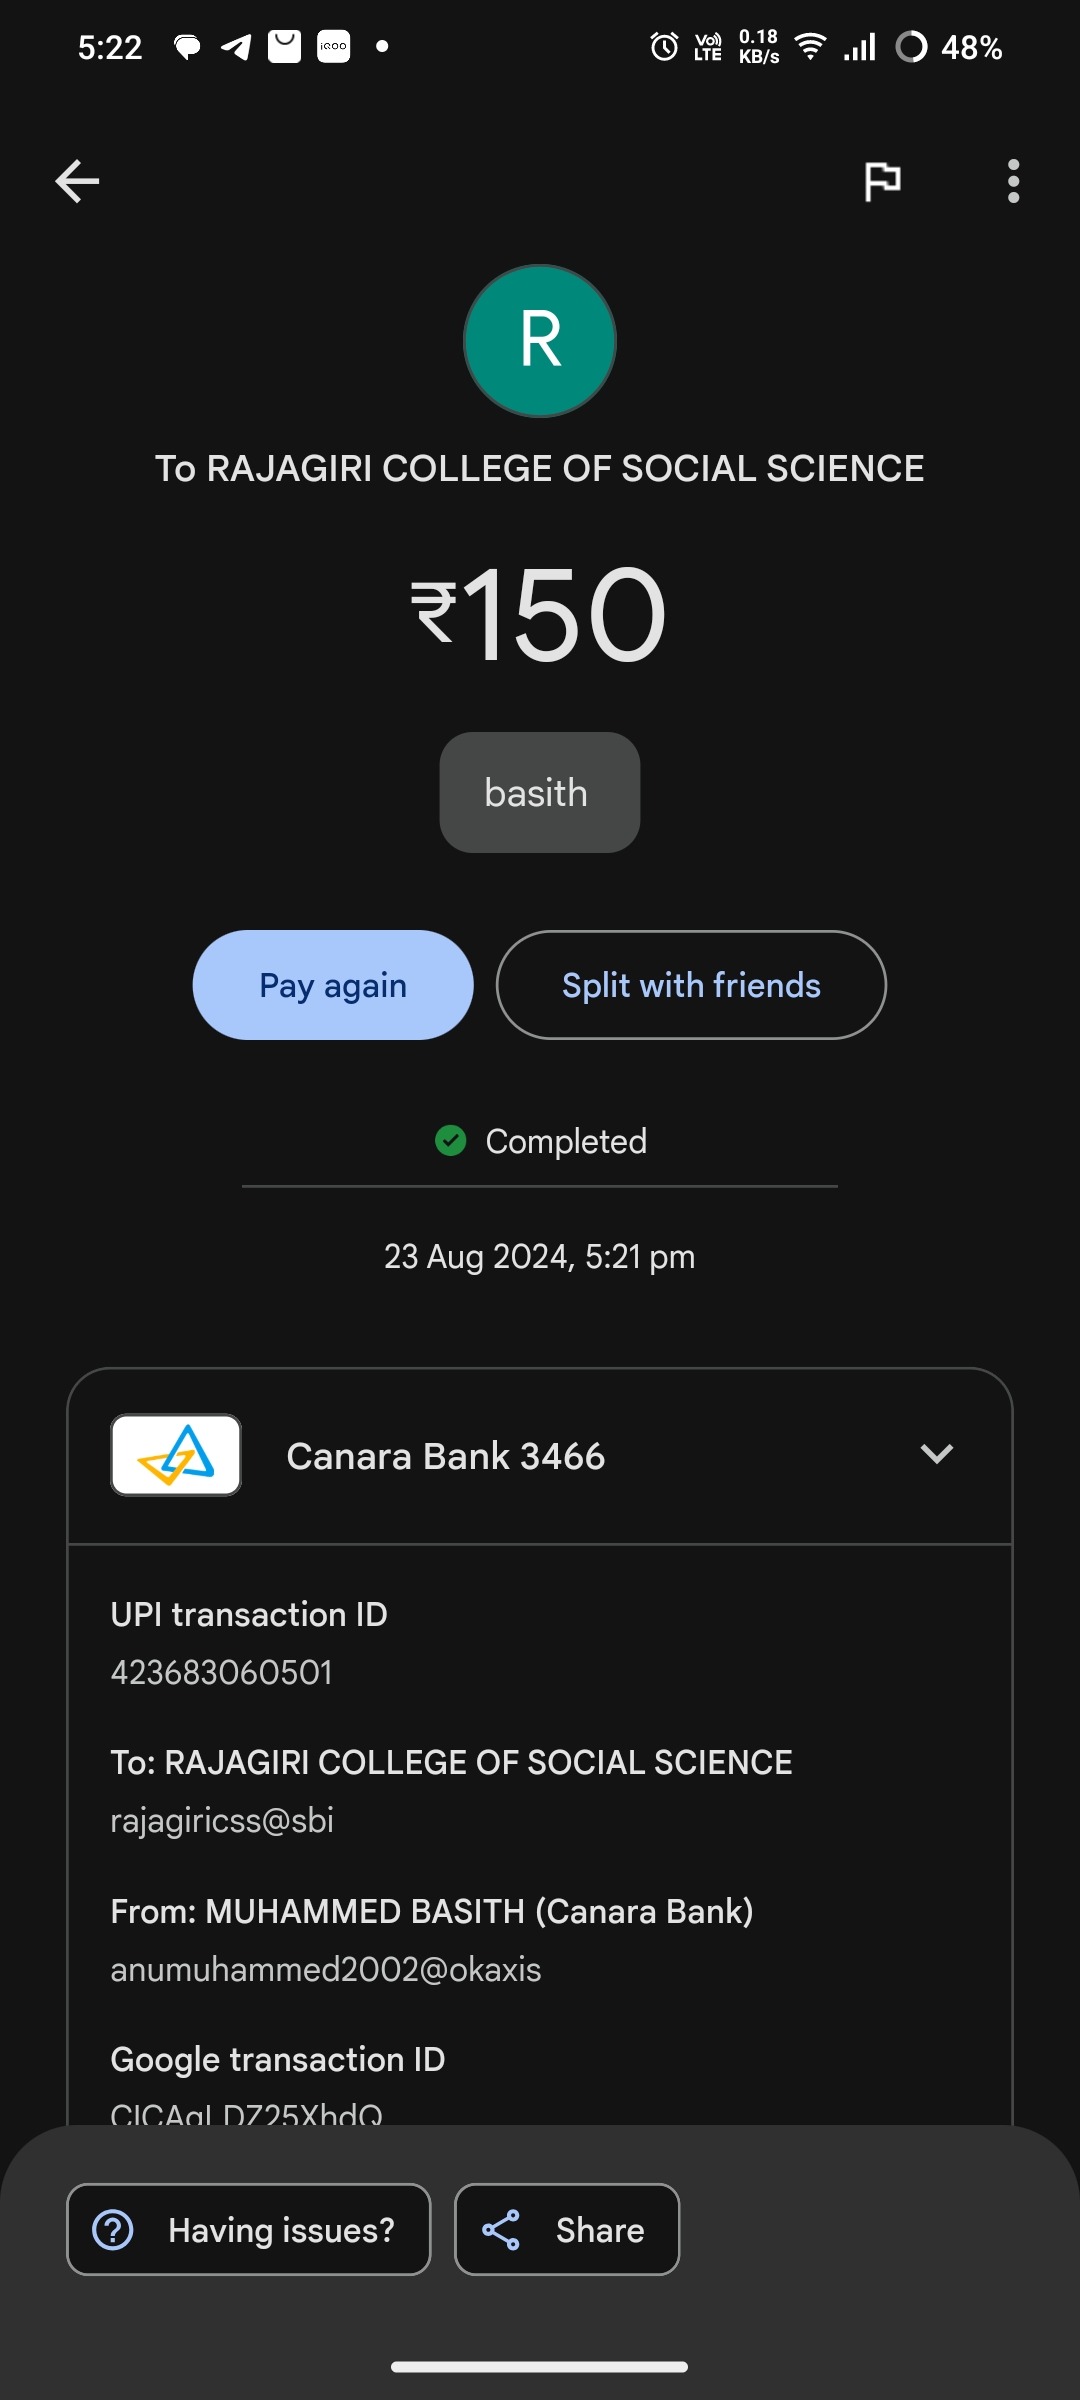 5:22 iQOO VO) LTE 0.18 KB/s 48%
R
To RAJAGIRI COLLEGE OF SOCIAL SCIENCE
₹150
basith
Pay again Split with friends
Completed
23 Aug 2024, 5:21 pm
Canara Bank 3466
UPI transaction ID
423683060501
To: RAJAGIRI COLLEGE OF SOCIAL SCIENCE
rajagiricss@sbi
From: MUHAMMED BASITH (Canara Bank)
anumuhammed2002@okaxis
Google transaction ID
Having issues? Share